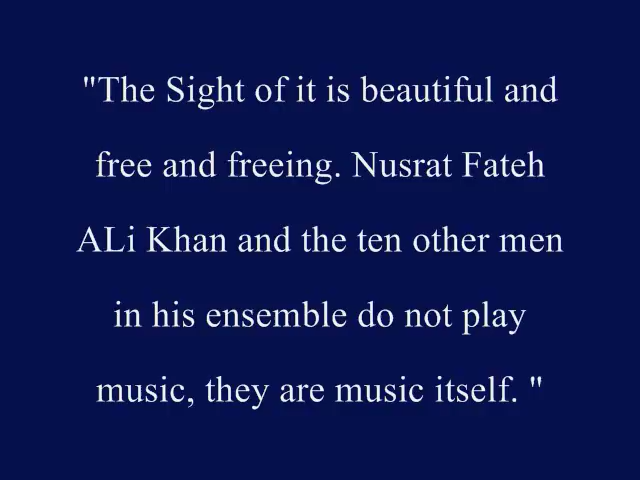 "The Sight of it is beautiful and
free and freeing. Nusrat Fateh
ALi Khan and the ten other men
in his ensemble do not play
music, they are music itself. "